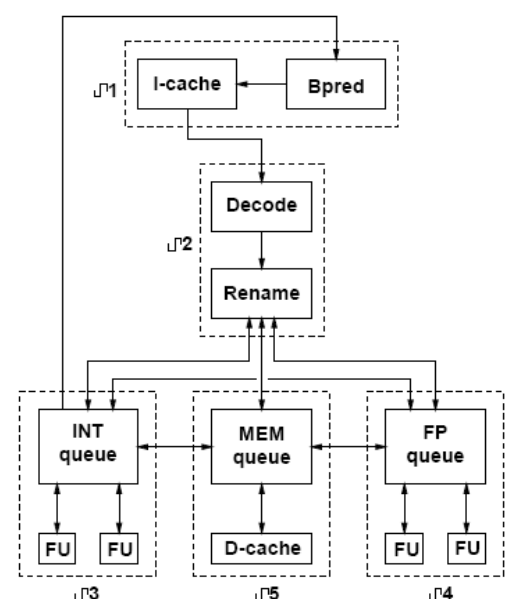 I-cache
Bpred
1
Decode
2
Rename
INT
queue
MEM
queue
FP
queue
FU
FU
D-cache
FU
FU
3
5
4